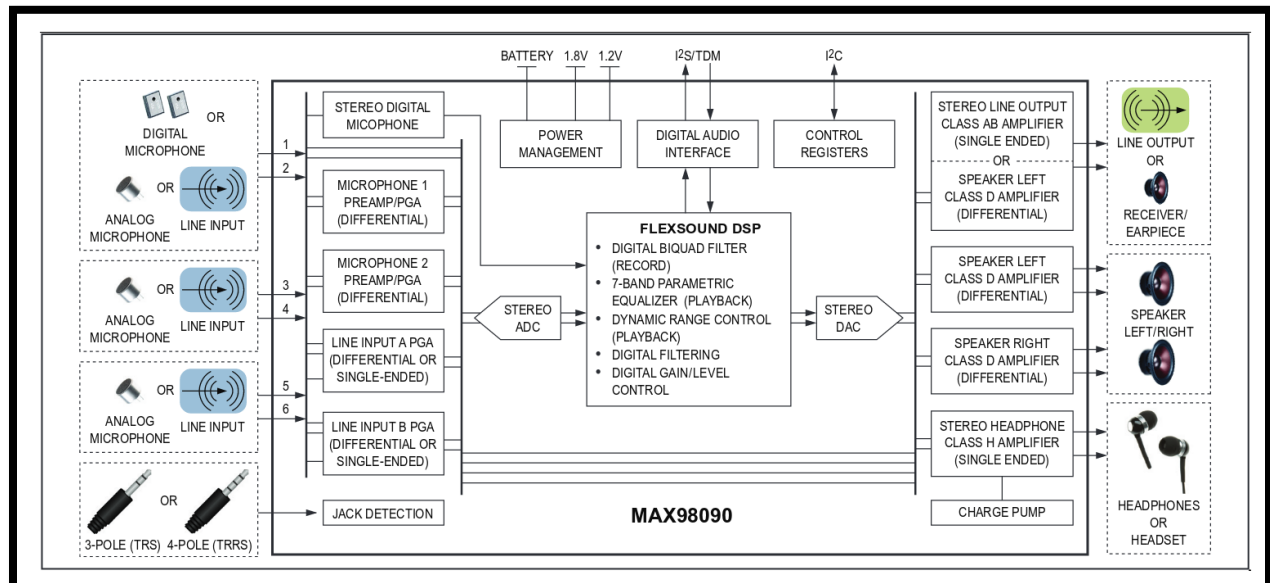 BATTERY 1.8V 1.2V
I2S/TDM
I2C
OR
DIGITAL
MICROPHONE
OR
ANALOG
MICROPHONE
LINE INPUT
1
2
OR
ANALOG
MICROPHONE
LINE INPUT
3
4
OR
ANALOG
MICROPHONE
LINE INPUT
5
6
OR
3-POLE (TRS) 4-POLE (TRRS)
STEREO DIGITAL
MICOPHONE
MICROPHONE 1
PREAMP/PGA
(DIFFERENTIAL)
MICROPHONE 2
PREAMP/PGA
(DIFFERENTIAL)
LINE INPUT A PGA
(DIFFERENTIAL OR
SINGLE-ENDED)
LINE INPUT B PGA
(DIFFERENTIAL OR
SINGLE-ENDED)
JACK DETECTION
POWER
MANAGEMENT
DIGITAL AUDIO
INTERFACE
CONTROL
REGISTERS
STEREO
ADC
FLEXSOUND DSP
• DIGITAL BIQUAD FILTER
(RECORD)
• 7-BAND PARAMETRIC
EQUALIZER (PLAYBACK)
• DYNAMIC RANGE CONTROL
(PLAYBACK)
• DIGITAL FILTERING
• DIGITAL GAIN/LEVEL
CONTROL
STEREO
DAC
MAX98090
STEREO LINE OUTPUT
CLASS AB AMPLIFIER
(SINGLE ENDED)
OR
SPEAKER LEFT
CLASS D AMPLIFIER
(DIFFERENTIAL)
SPEAKER LEFT
CLASS D AMPLIFIER
(DIFFERENTIAL)
SPEAKER RIGHT
CLASS D AMPLIFIER
(DIFFERENTIAL)
STEREO HEADPHONE
CLASS H AMPLIFIER
(SINGLE ENDED)
CHARGE PUMP
LINE OUTPUT
OR
RECEIVER/
EARPIECE
SPEAKER
LEFT/RIGHT
HEADPHONES
OR
HEADSET